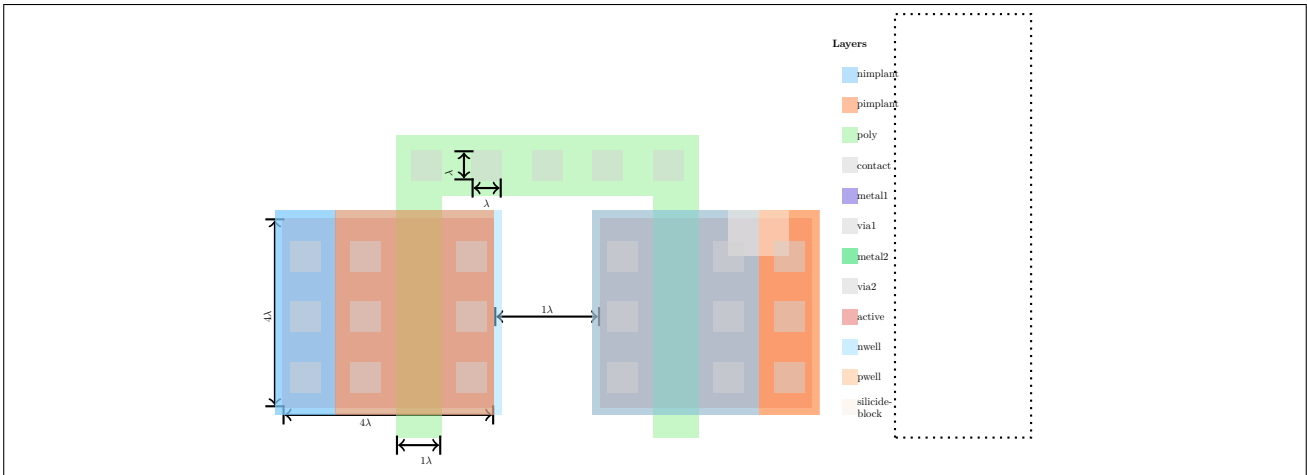 Layers
nimplant
pimplant
poly
contact
metal1
via1
metal2
via2
active
nwell
pwell
silicide-
block
λ
λ
1λ
4λ
4λ
1λ